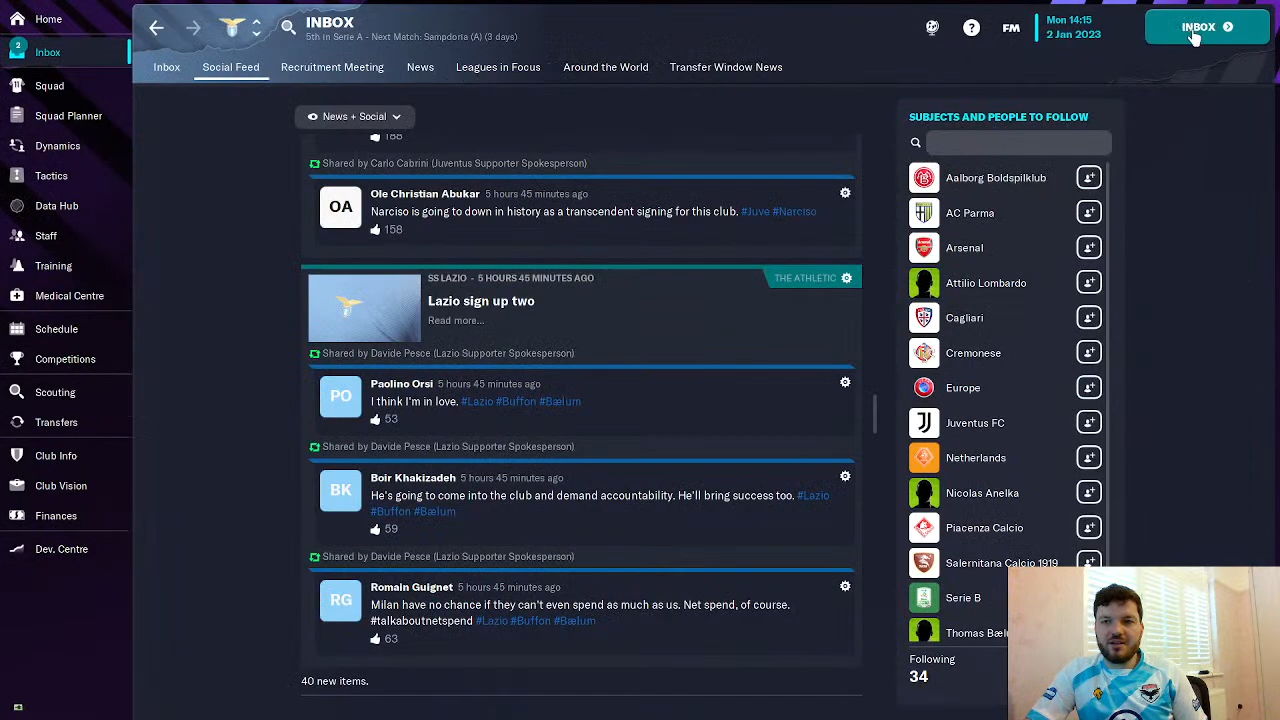 Home
INBOX
5th in Serie A - Next Match: Sampdoria (A) (3 days)
FM
Mon 14:15
2 Jan 2023
INBOX
2
Inbox
Squad
Squad Planner
Dynamics
Tactics
Data Hub
Staff
Training
Medical Centre
Schedule
Competitions
Scouting
Transfers
Club Info
Club Vision
Finances
Dev. Centre
Inbox
Social Feed
Recruitment Meeting
News
Leagues in Focus
Around the World
Transfer Window News
News + Social
Shared by Carlo Cabrini (Juventus Supporter Spokesperson)
OA
Ole Christian Abukar 5 hours 45 minutes ago
Narciso is going to down in history as a transcendent signing for this club. #Juve #Narciso
158
SS LAZIO - 5 HOURS 45 MINUTES AGO
THE ATHLETIC
Lazio sign up two
Read more...
Shared by Davide Pesce (Lazio Supporter Spokesperson)
PO
Paolino Orsi 5 hours 45 minutes ago
I think I'm in love. #Lazio #Buffon #Bælum
53
Shared by Davide Pesce (Lazio Supporter Spokesperson)
BK
Boir Khakizadeh 5 hours 45 minutes ago
He's going to come into the club and demand accountability. He'll bring success too. #Lazio
#Buffon #Bælum
59
Shared by Davide Pesce (Lazio Supporter Spokesperson)
RG
Romain Guignet 5 hours 45 minutes ago
Milan have no chance if they can't even spend as much as us. Net spend, of course.
#talkaboutspend #Lazio #Buffon #Bælum
63
40 new items.
SUBJECTS AND PEOPLE TO FOLLOW
Aalborg Boldspilklub
AC Parma
Arsenal
Attilio Lombardo
Cagliari
Cremonese
Europe
Juventus FC
Netherlands
Nicolas Anelka
Piacenza Calcio
Salernitana Calcio 1919
Serie B
Following
34